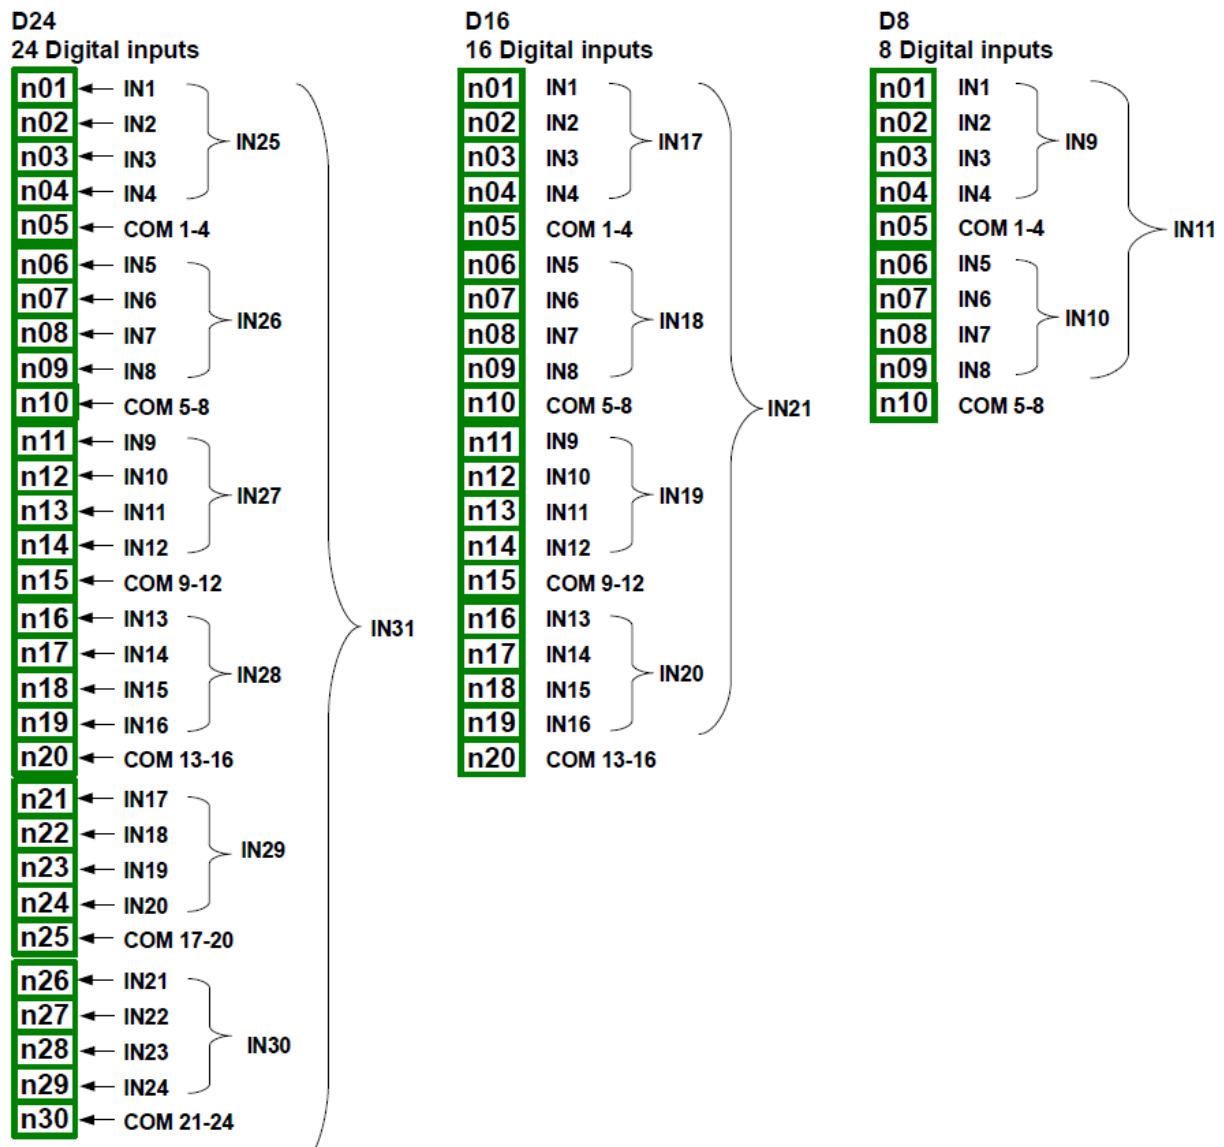 D24
24 Digital inputs
n01 IN1
n02 IN2
IN25
n03 IN3
n04 IN4
n05 COM 1-4
n06 IN5
n07 IN6
IN26
n08 IN7
n09 IN8
n10 COM 5-8
n11 IN9
n12 IN10
IN27
n13 IN11
n14 IN12
n15 COM 9-12
n16 IN13
n17 IN14
IN28
n18 IN15
n19 IN16
n20 COM 13-16
n21 IN17
n22 IN18
IN29
n23 IN19
n24 IN20
n25 COM 17-20
n26 IN21
n27 IN22
IN30
n28 IN23
n29 IN24
n30 COM 21-24
IN31
D16
16 Digital inputs
n01 IN1
n02 IN2
IN17
n03 IN3
n04 IN4
n05 COM 1-4
n06 IN5
n07 IN6
IN18
n08 IN7
n09 IN8
n10 COM 5-8
n11 IN9
n12 IN10
IN19
n13 IN11
n14 IN12
n15 COM 9-12
n16 IN13
n17 IN14
IN20
n18 IN15
n19 IN16
n20 COM 13-16
IN21
D8
8 Digital inputs
n01 IN1
n02 IN2
IN9
n03 IN3
n04 IN4
n05 COM 1-4
n06 IN5
n07 IN6
IN10
n08 IN7
n09 IN8
n10 COM 5-8
IN11